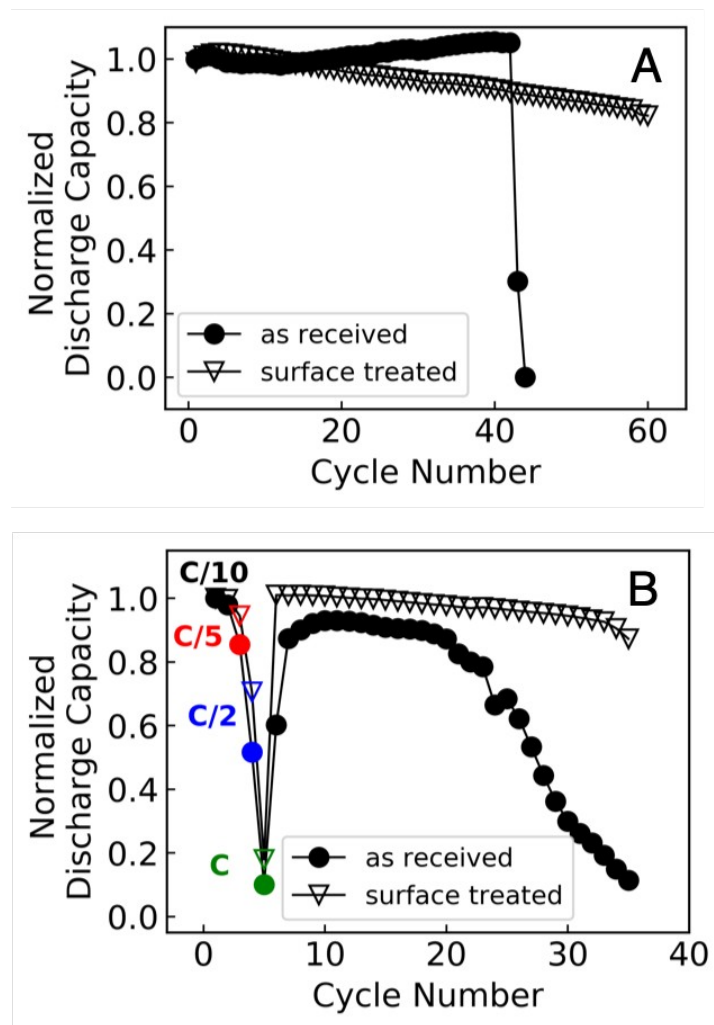 A
Normalized
Discharge Capacity
1.0
0.8
0.6
0.4
0.2
0.0
as received
surface treated
0
20
40
60
Cycle Number
B
Normalized
Discharge Capacity
1.0
0.8
0.6
0.4
0.2
0.0
C/10
C/5
C/2
C
as received
surface treated
0
10
20
30
40
Cycle Number